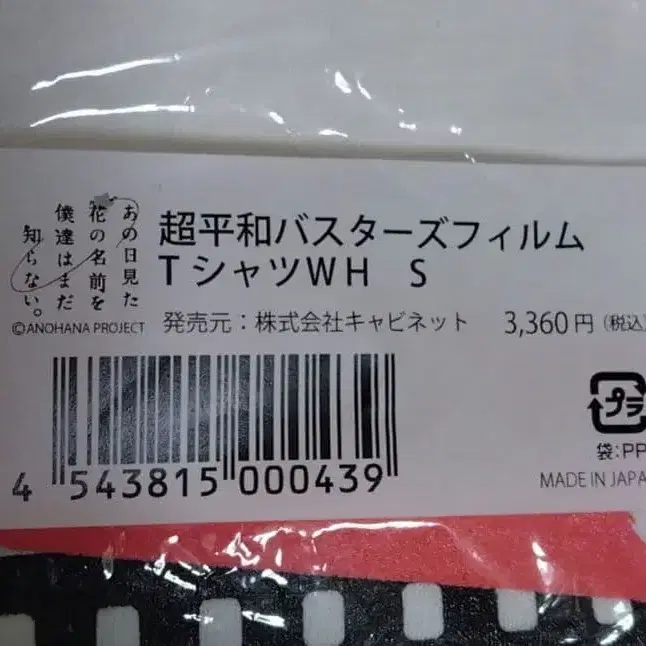 あの日見た
花の名前を
僕達はまだ
知らない。
©ANOHANA PROJECT
超平和バスターズフィルム
TシャツWH S
発売元：株式会社キャビネット 3,360円（税込）
4 543815 000439
プラ
袋:PP
MADE IN JAPA